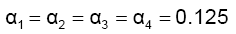 α₁ = α₂ = α₃ = α₄ = 0.125